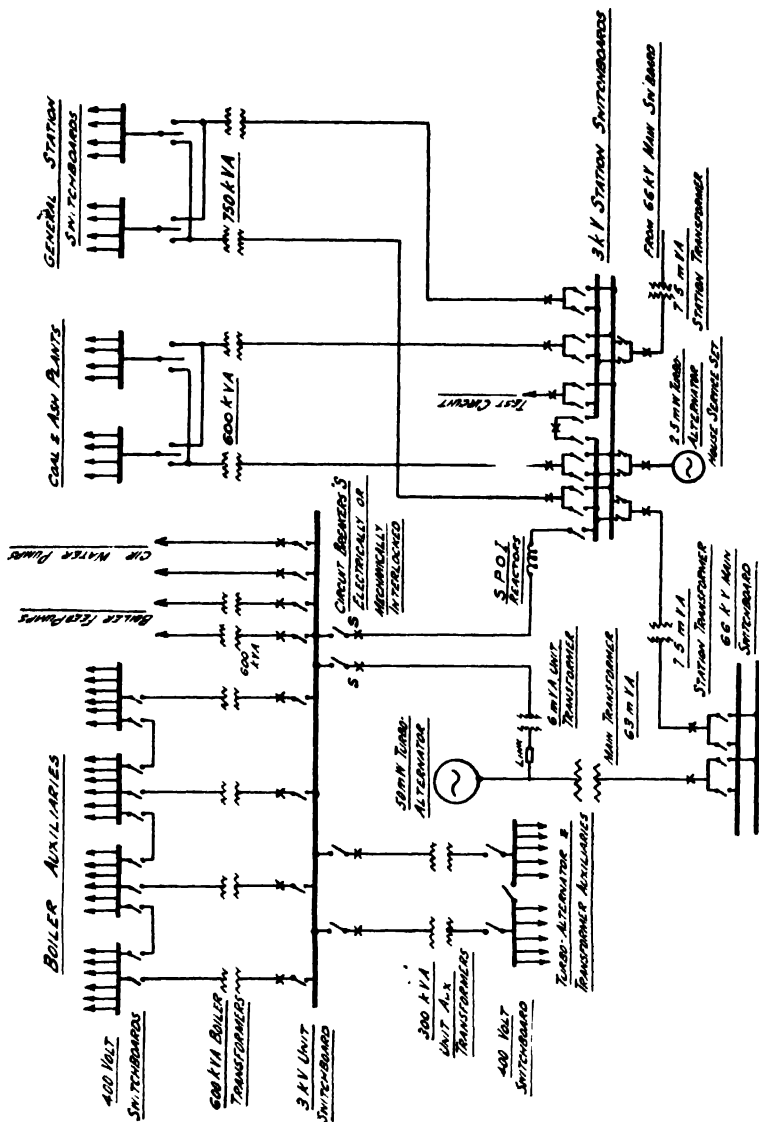 GENERAL STATION
SWITCHBOARDS
COAL & ASH PLANTS
BOILER AUXILIARIES
400 VOLT
SWITCHBOARDS
750 kVA
600 kVA
CIR WATER PUMPS
BOILER FEED PUMPS
600
KVA
600 kVA BOILER
TRANSFORMERS
3 kV UNIT
SWITCHBOARD
CIRCUIT BREAKERS 'S
ELECTRICALLY OR
MECHANICALLY
INTERLOCKED
S
S
TEST CIRCUIT
3 kV STATION SWITCHBOARDS
FROM 66 kV MAIN SW BOARD
7 5 mVA
STATION TRANSFORMER
2 5 mW TURBO-
ALTERNATOR
HOUSE SERVICE SET
REACTORS
6 mVA UNIT
TRANSFORMER
LINK
50 mW TURBO-
ALTERNATOR
MAIN TRANSFORMER
63 mVA
7 5 mVA
STATION TRANSFORMER
66 kV MAIN
SWITCHBOARD
300 kVA
UNIT AUX
TRANSFORMERS
400 VOLT
SWITCHBOARD
TURBO-ALTERNATOR &
TRANSFORMER AUXILIARIES